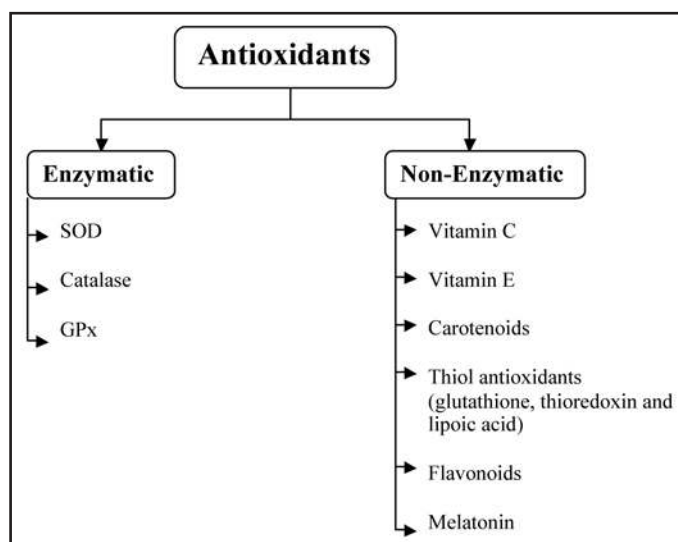 Antioxidants
Enzymatic
SOD
Catalase
GPx
Non-Enzymatic
Vitamin C
Vitamin E
Carotenoids
Thiol antioxidants
(glutathione, thioredoxin and
lipoic acid)
Flavonoids
Melatonin